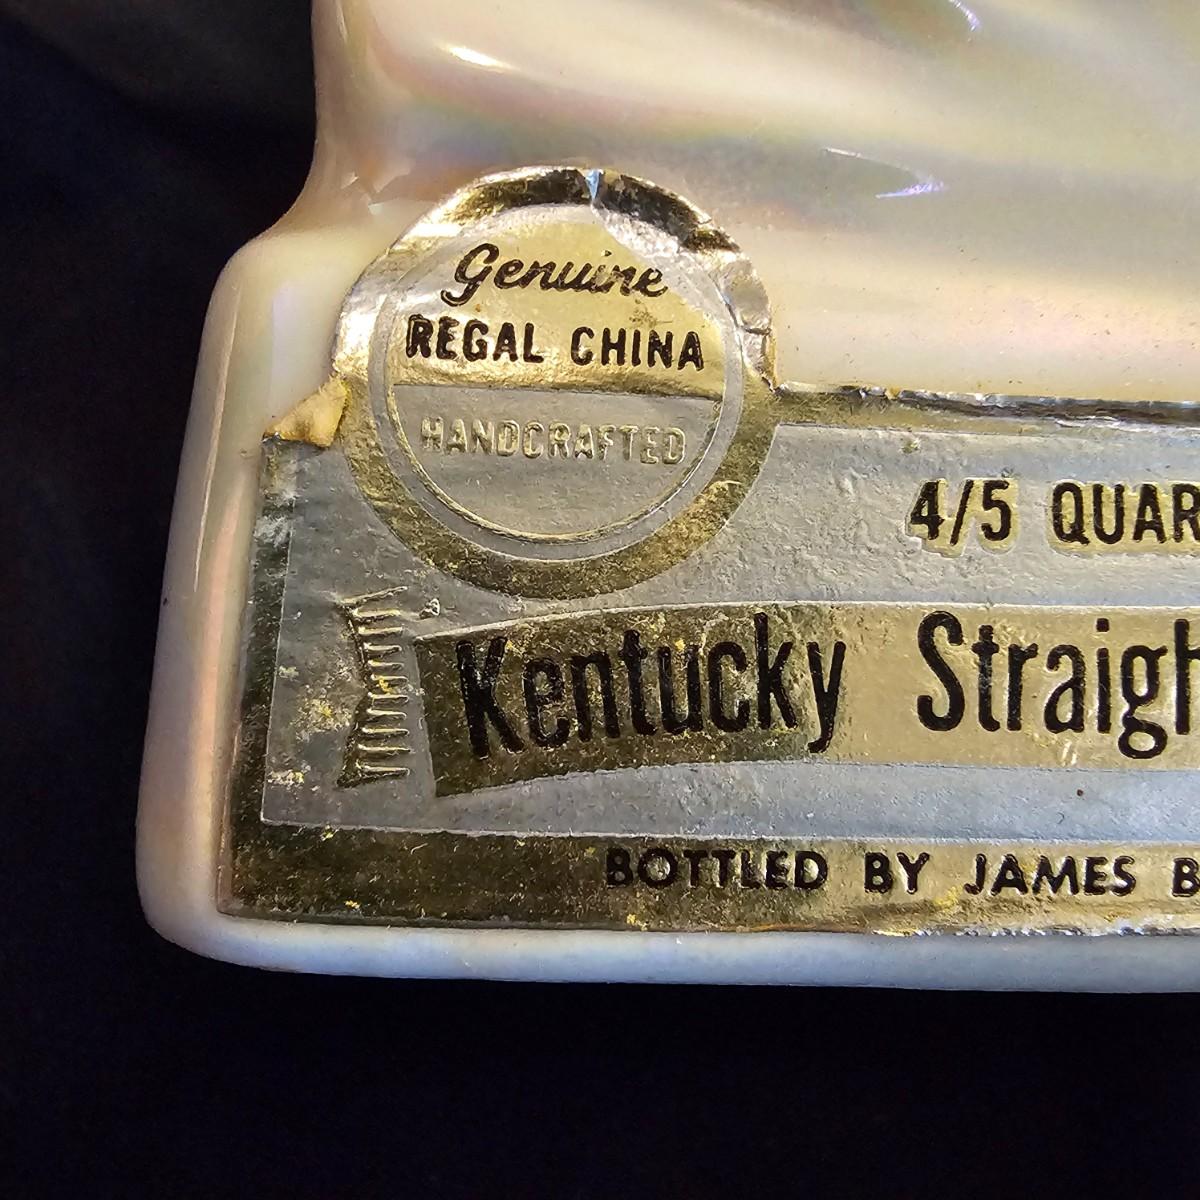 Genuine
REGAL CHINA
HANDCRAFTED
4/5 QUAR
Kentucky Straigh
BOTTLED BY JAMES B